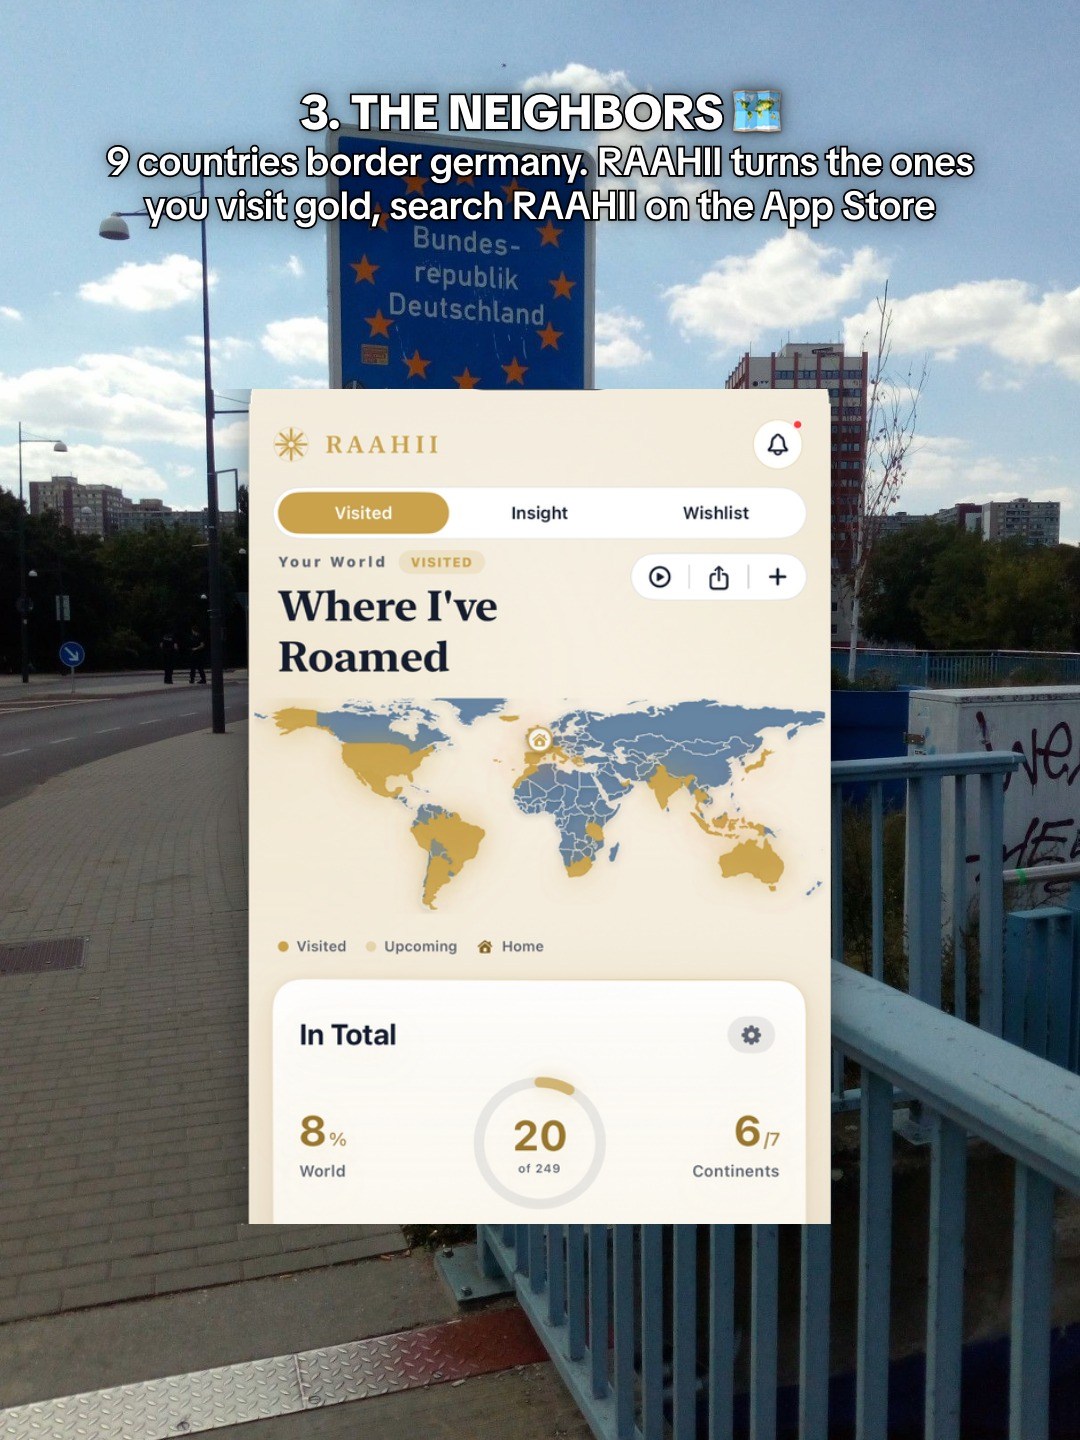 3. THE NEIGHBORS 🗺️
9 countries border germany. RAAHII turns the ones
you visit gold, search RAAHII on the App Store
Bundes-
republik
Deutschland
RAAHII
Visited Insight Wishlist
Your World VISITED
Where I've
Roamed
Visited Upcoming Home
In Total
8% 20 6/7
World of 249 Continents